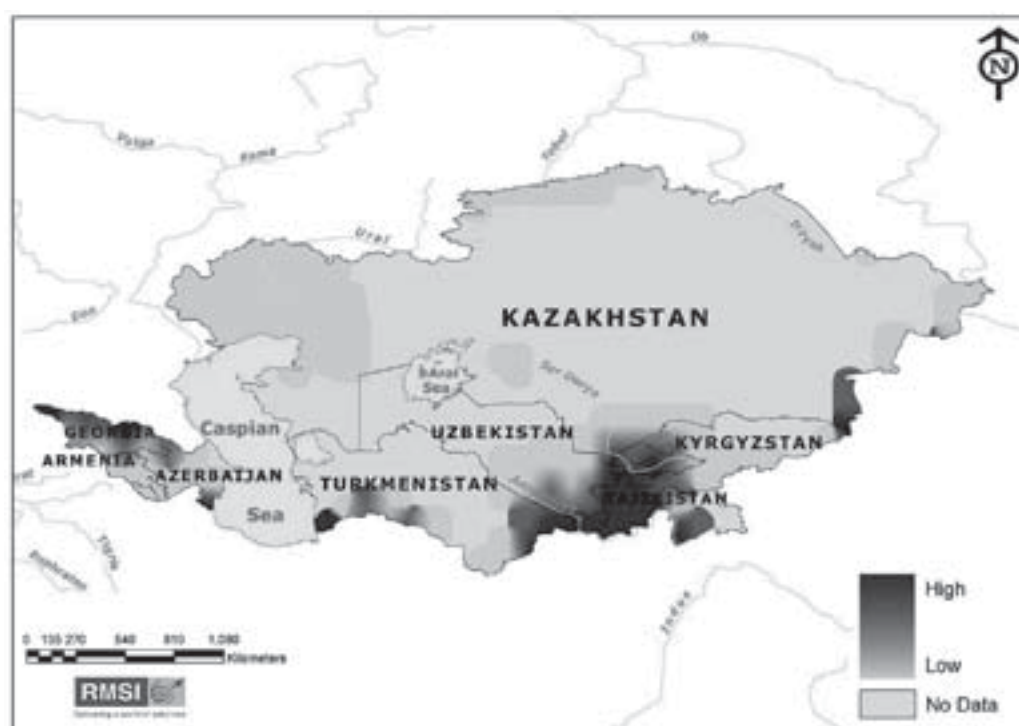 Ob
N
Volga
Kama
Tobol
Irtysh
Ural
Don
KAZAKHSTAN
Aral
Sea
Syr Darya
GEORGIA
Caspian
UZBEKISTAN
KYRGYZSTAN
ARMENIA
AZERBAIJAN
TURKMENISTAN
TAJIKISTAN
Sea
Tigris
Euphrates
Indus
High
Low
No Data
0 135 270 540 810 1,080
Kilometers
RMSI